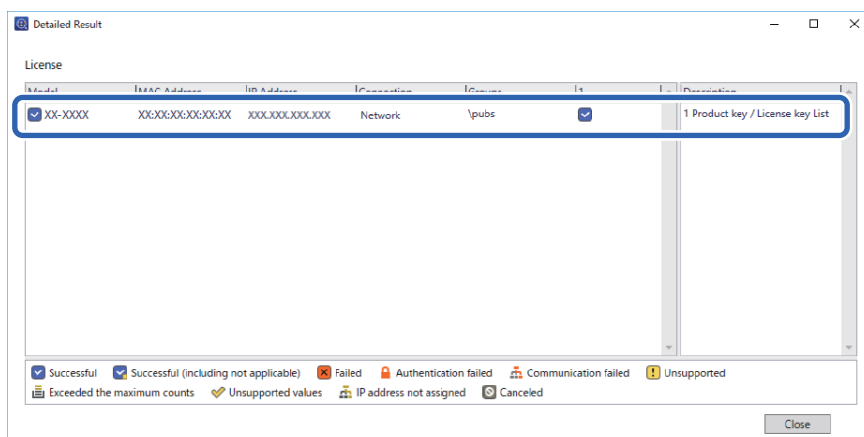 Detailed Result
License
Model MAC Address IP Address Connection Groups 1 Description
XX-XXXX XX:XX:XX:XX:XX:XX XXX.XXX.XXX.XXX Network \pubs 1 Product key / License key List
Successful Successful (including not applicable) Failed Authentication failed Communication failed Unsupported
Exceeded the maximum counts Unsupported values IP address not assigned Canceled
Close